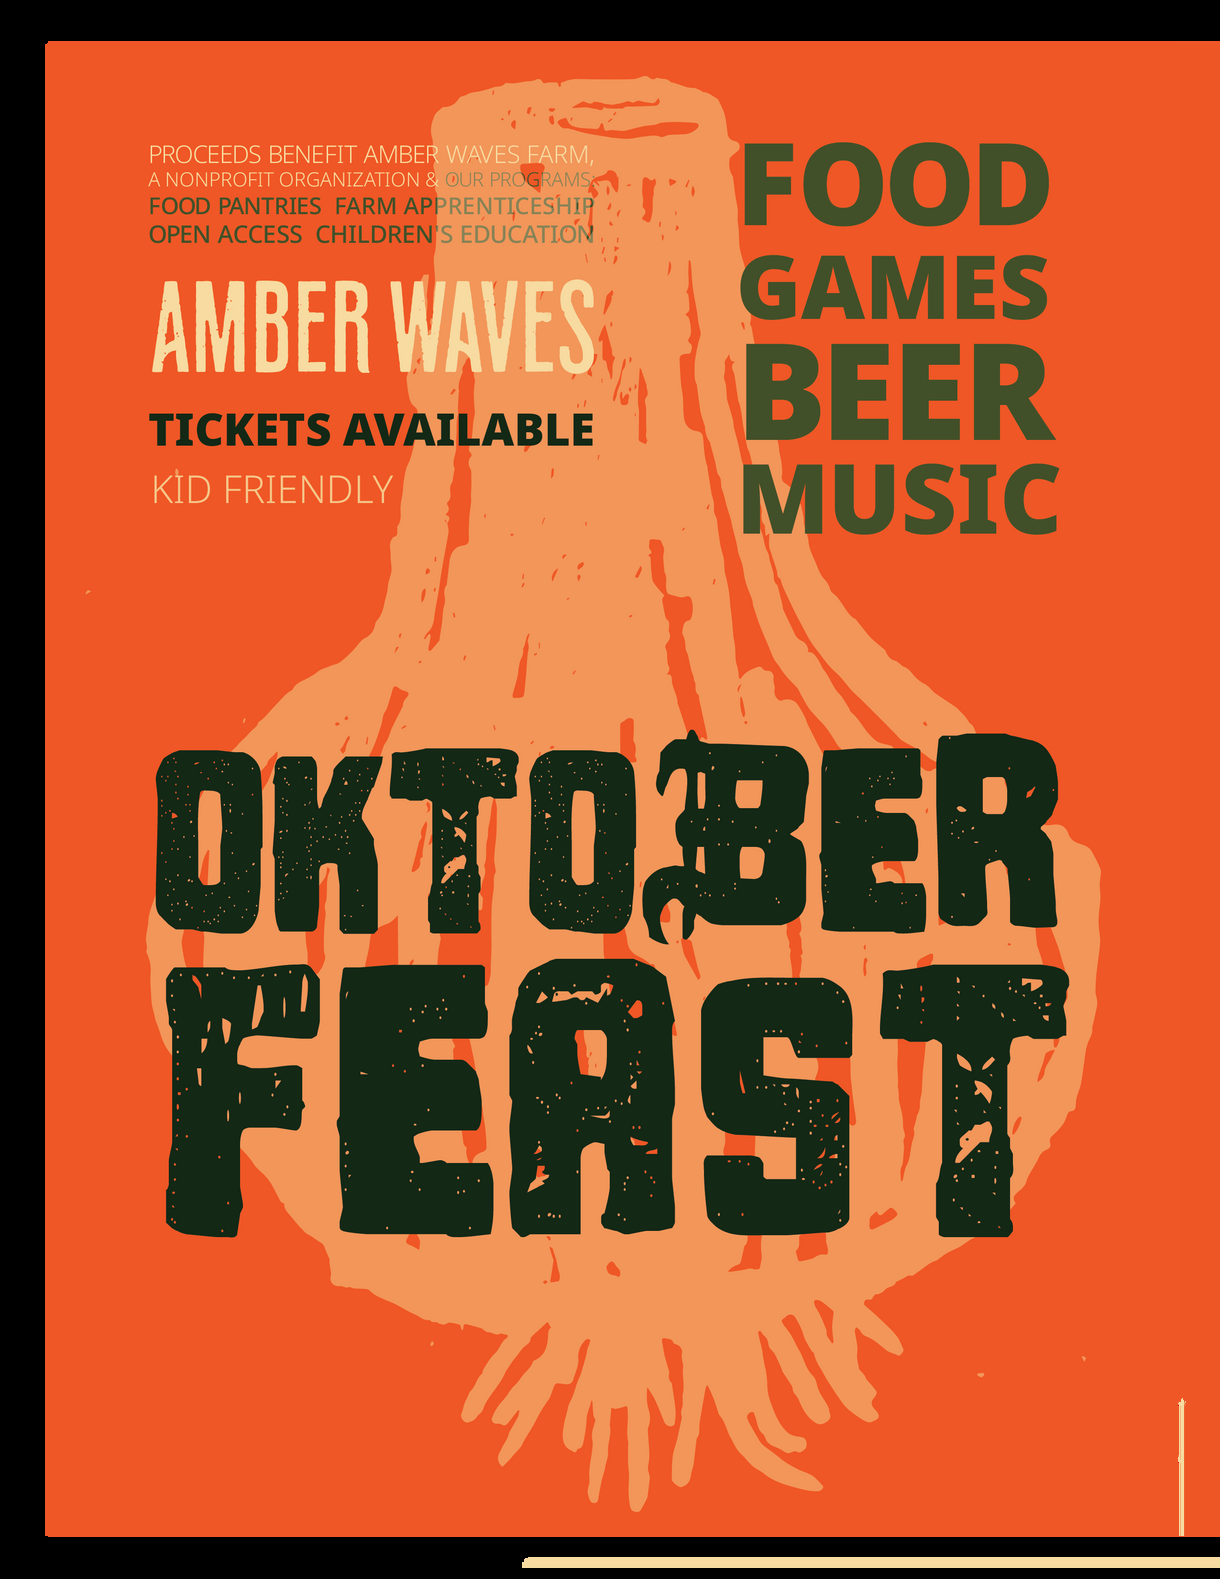 PROCEEDS BENEFIT AMBER WAVES FARM,
A NONPROFIT ORGANIZATION & OUR PROGRAMS:
FOOD PANTRIES FARM APPRENTICESHIP
OPEN ACCESS CHILDREN'S EDUCATION
AMBER WAVES
TICKETS AVAILABLE
KID FRIENDLY
FOOD
GAMES
BEER
MUSIC
OKTOBER
FEAST